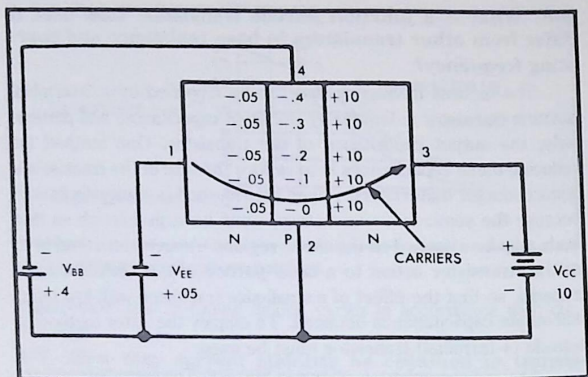 4
- .05 - .4 + 10
- .05 - .3 + 10
- .05 - .2 + 10
.05 + 10
.05 0 + 10
1
3
N P 2 N
CARRIERS
-
VBB
+ .4
-
VEE
+ .05
+
VCC
-
10